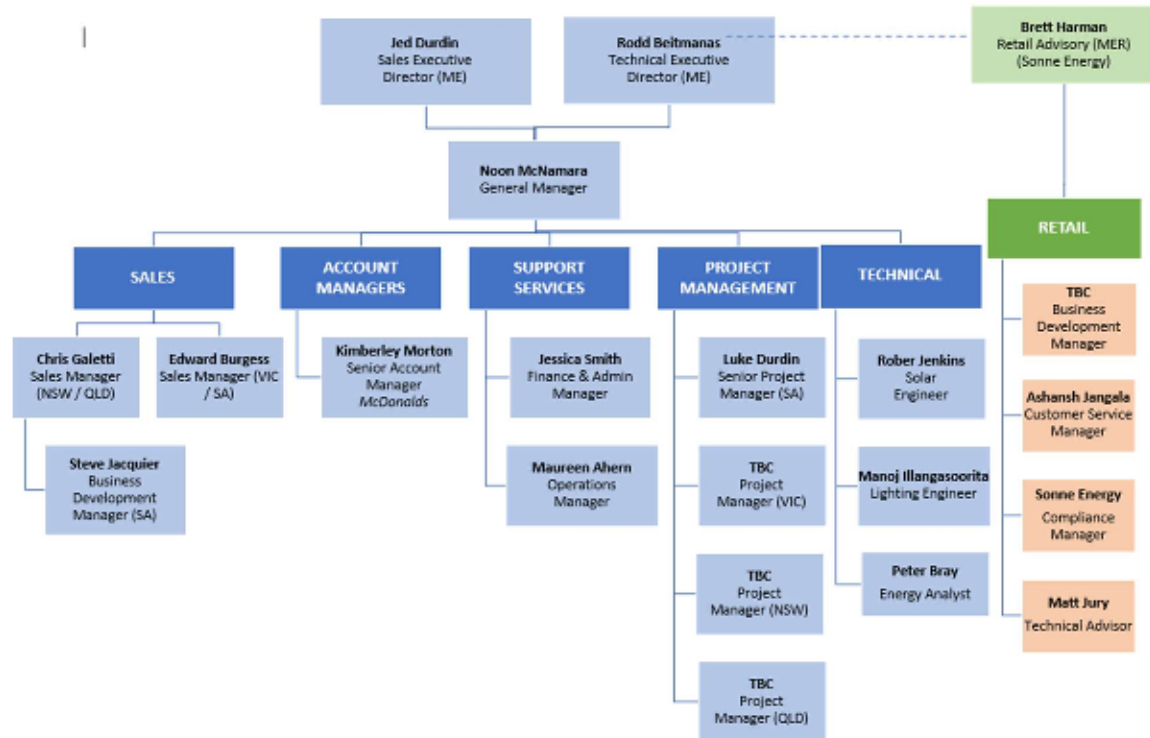 Jed Durdin
Sales Executive
Director (ME)
Rodd Beitmanas
Technical Executive
Director (ME)
Brett Harman
Retail Advisory (MER)
(Sonne Energy)
Noon McNamara
General Manager
SALES
ACCOUNT
MANAGERS
SUPPORT
SERVICES
PROJECT
MANAGEMENT
TECHNICAL
RETAIL
Chris Galetti
Sales Manager
(NSW / QLD)
Edward Burgess
Sales Manager (VIC
/ SA)
Steve Jacquier
Business
Development
Manager (SA)
Kimberley Morton
Senior Account
Manager
McDonalds
Jessica Smith
Finance & Admin
Manager
Maureen Ahern
Operations
Manager
Luke Durdin
Senior Project
Manager (SA)
TBC
Project
Manager (VIC)
TBC
Project
Manager (NSW)
TBC
Project
Manager (QLD)
Rober Jenkins
Solar
Engineer
Manoj Illangasoorita
Lighting Engineer
Peter Bray
Energy Analyst
TBC
Business
Development
Manager
Ashansh Jangala
Customer Service
Manager
Sonne Energy
Compliance
Manager
Matt Jury
Technical Advisor